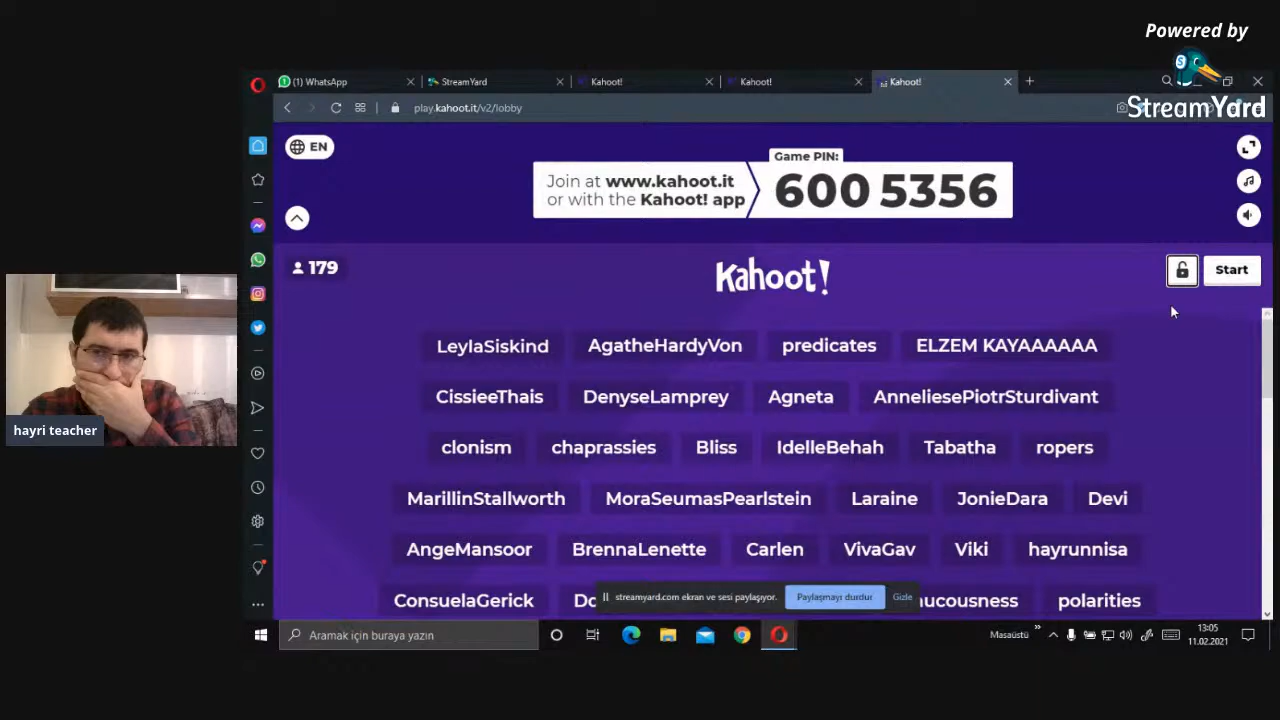 Powered by
StreamYard
(1) WhatsApp
StreamYard
Kahoot!
Kahoot!
Kahoot!
play.kahoot.it/v2/lobby
EN
Join at www.kahoot.it
or with the Kahoot! app
Game PIN:
600 5356
179
Kahoot!
Start
LeylaSiskind AgatheHardyVon predicates ELZEM KAYAAAAAA
CissieeThais DenyseLamprey Agneta AnneliesePiotrSturdivant
clonism chaprassies Bliss IdelleBehah Tabatha ropers
MarillinStallworth MoraSeumasPearlstein Laraine JonieDara Devi
AngeMansoor BrennaLenette Carlen VivaGav Viki hayrunnisa
ConsuelaGerick polarities
streamyard.com ekran ve sesi paylaşıyor. Paylaşmayı durdur Gizle
hayri teacher
Aramak için buraya yazın
Masaüstü
13:05
11.02.2021